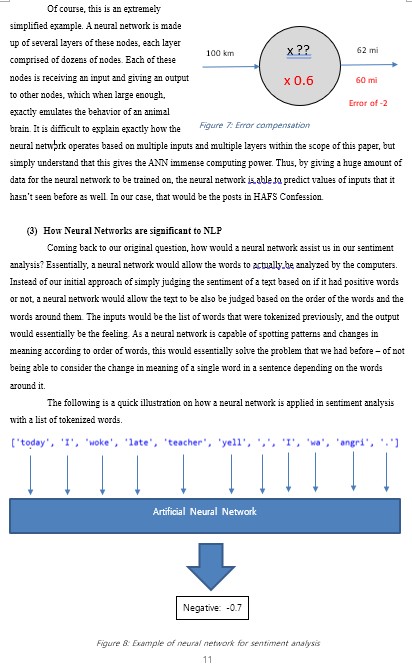 Of course, this is an extremely
simplified example. A neural network is made
up of several layers of these nodes, each layer
comprised of dozens of nodes. Each of these
nodes is receiving an input and giving an output
to other nodes, which when large enough,
exactly emulates the behavior of an animal
brain. It is difficult to explain exactly how the
100 km
x ??
x 0.6
62 mi
60 mi
Error of -2
Figure 7: Error compensation
neural network operates based on multiple inputs and multiple layers within the scope of this paper, but
simply understand that this gives the ANN immense computing power. Thus, by giving a huge amount of
data for the neural network to be trained on, the neural network is able to predict values of inputs that it
hasn't seen before as well. In our case, that would be the posts in HAFS Confession.
(3) How Neural Networks are significant to NLP
Coming back to our original question, how would a neural network assist us in our sentiment
analysis? Essentially, a neural network would allow the words to actually be analyzed by the computers.
Instead of our initial approach of simply judging the sentiment of a text based on if it had positive words
or not, a neural network would allow the text to be also be judged based on the order of the words and the
words around them. The inputs would be the list of words that were tokenized previously, and the output
would essentially be the feeling. As a neural network is capable of spotting patterns and changes in
meaning according to order of words, this would essentially solve the problem that we had before – of not
being able to consider the change in meaning of a single word in a sentence depending on the words
around it.
The following is a quick illustration on how a neural network is applied in sentiment analysis
with a list of tokenized words.
['today', 'I', 'woke', 'late', 'teacher', 'yell', ',', 'I', 'wa', 'angri', '.']
Artificial Neural Network
Negative: -0.7
Figure 8: Example of neural network for sentiment analysis
11